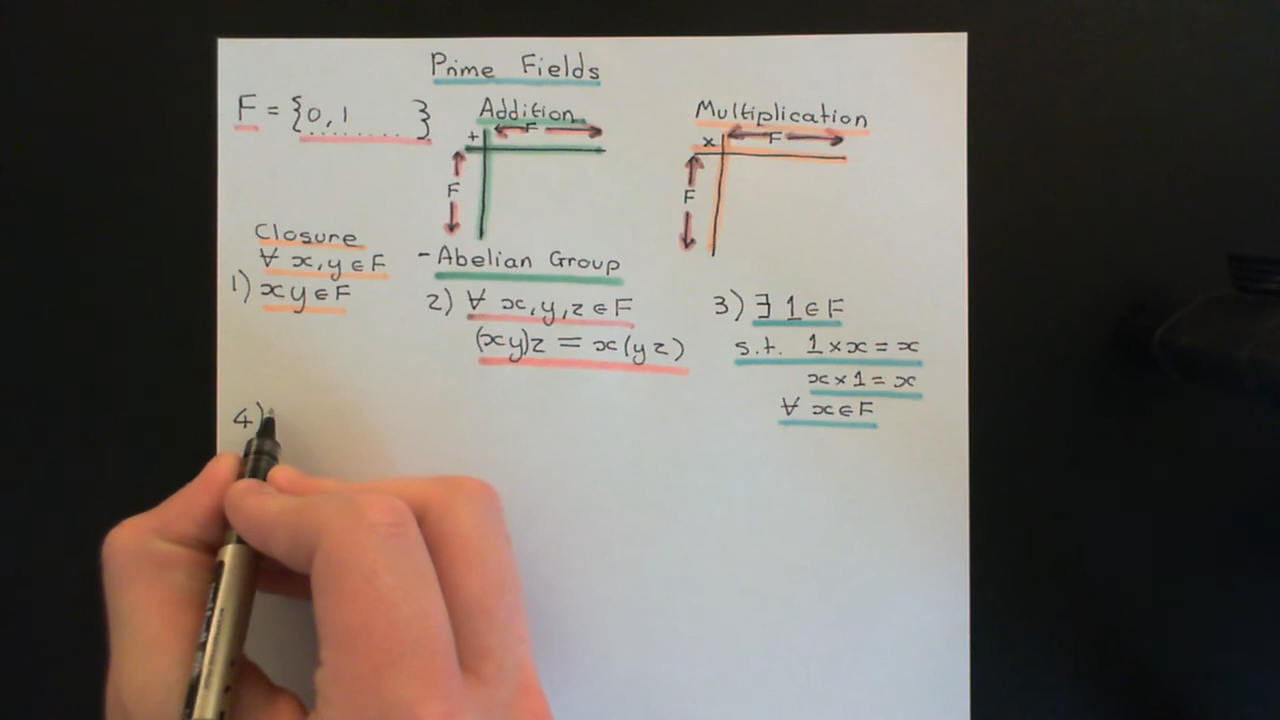 Prime Fields
F = {0, 1 ........ }
Addition
+ F
F
Multiplication
x F
F
Closure
∀ x, y ∈ F
1) xy ∈ F
- Abelian Group
2) ∀ x, y, z ∈ F
(xy)z = x(yz)
3) ∃ 1 ∈ F
s.t. 1 × x = x
x × 1 = x
∀ x ∈ F
4)